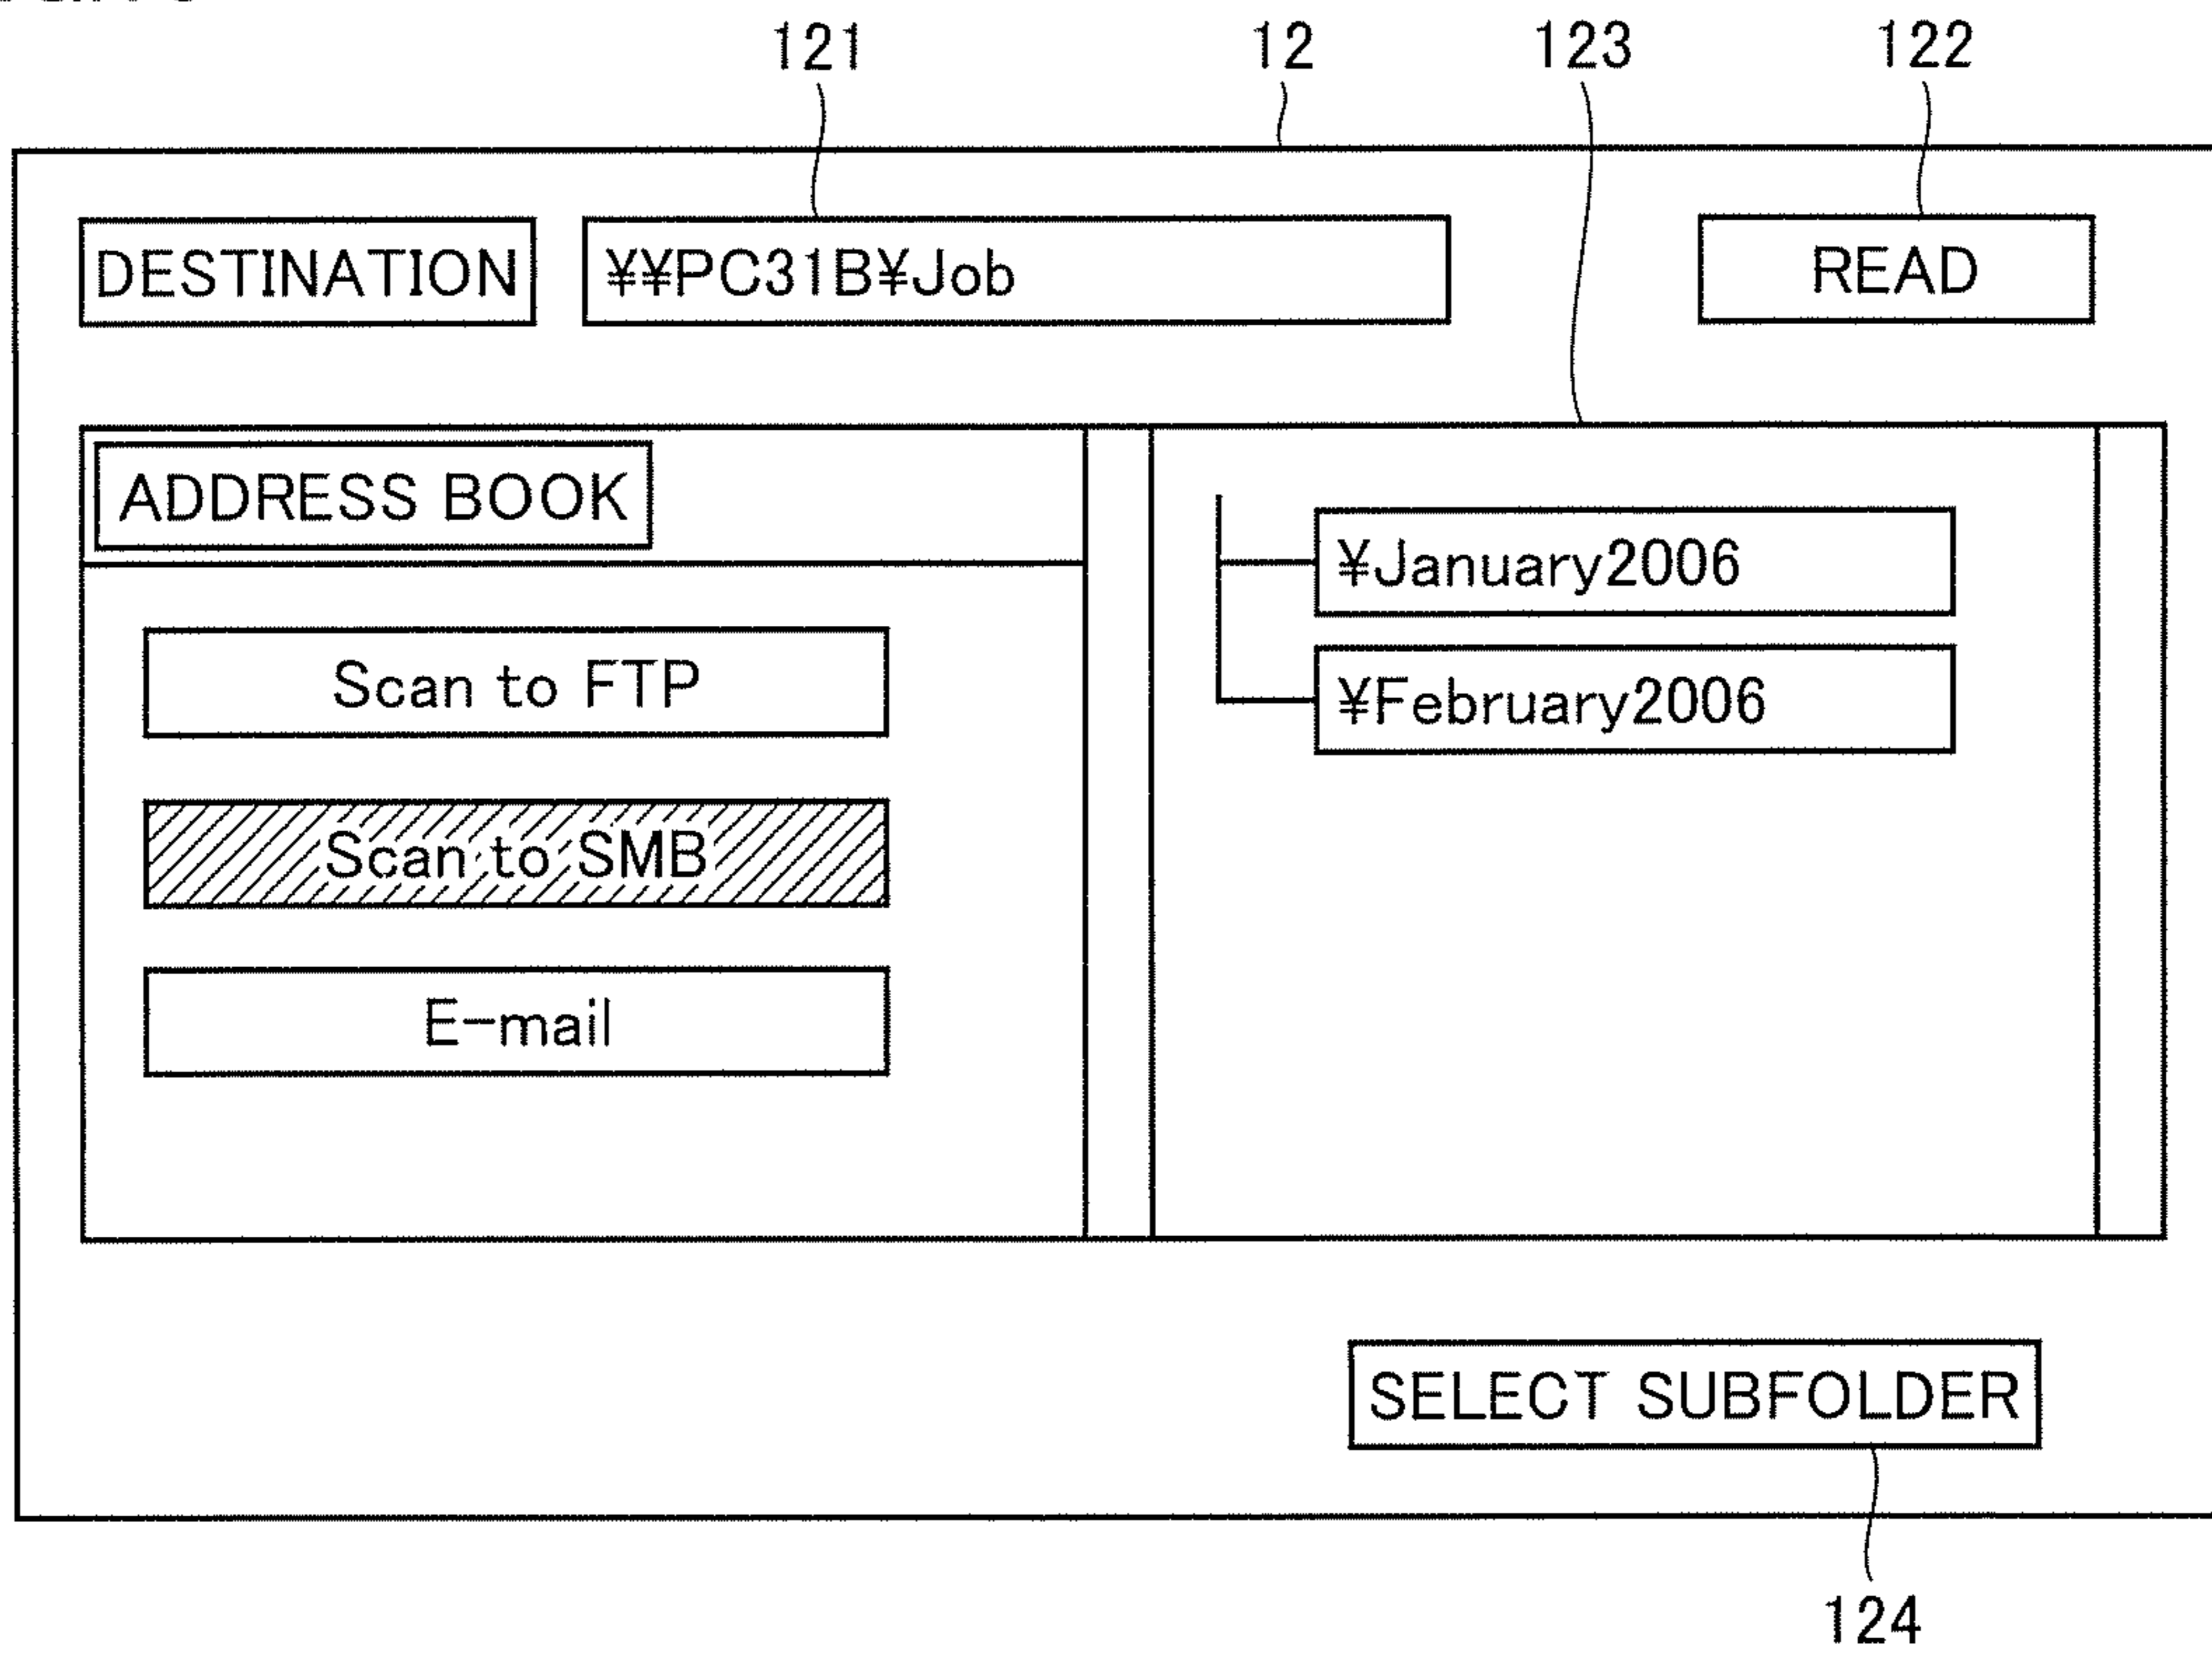 121 12 123 122
DESTINATION ¥¥PC31B¥Job READ
ADDRESS BOOK
Scan to FTP
Scan to SMB
E-mail
¥January2006
¥February2006
SELECT SUBFOLDER
124